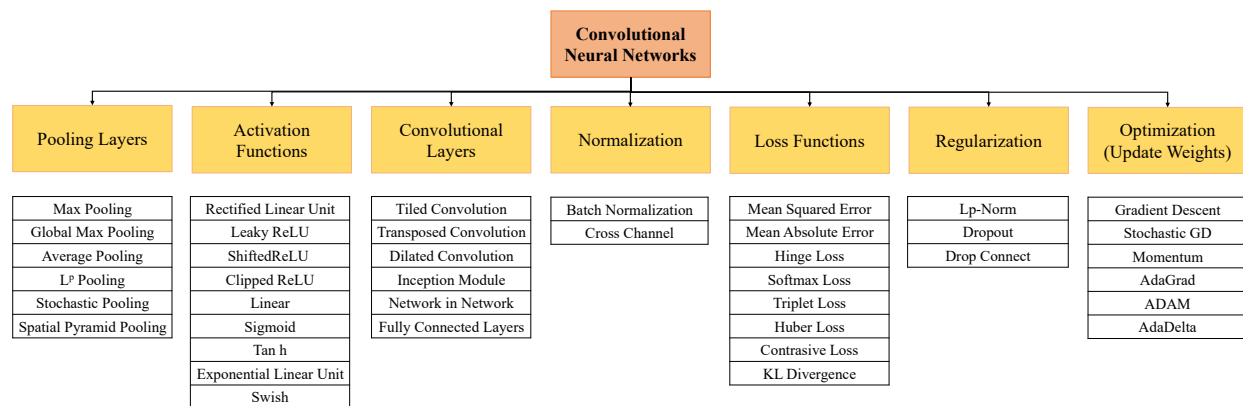 Convolutional
Neural Networks
Pooling Layers
Activation
Functions
Convolutional
Layers
Normalization
Loss Functions
Regularization
Optimization
(Update Weights)
Max Pooling
Global Max Pooling
Average Pooling
Lᵖ Pooling
Stochastic Pooling
Spatial Pyramid Pooling
Rectified Linear Unit
Leaky ReLU
ShiftedReLU
Clipped ReLU
Linear
Sigmoid
Tan h
Exponential Linear Unit
Swish
Tiled Convolution
Transposed Convolution
Dilated Convolution
Inception Module
Network in Network
Fully Connected Layers
Batch Normalization
Cross Channel
Mean Squared Error
Mean Absolute Error
Hinge Loss
Softmax Loss
Triplet Loss
Huber Loss
Contrasive Loss
KL Divergence
Lp-Norm
Dropout
Drop Connect
Gradient Descent
Stochastic GD
Momentum
AdaGrad
ADAM
AdaDelta